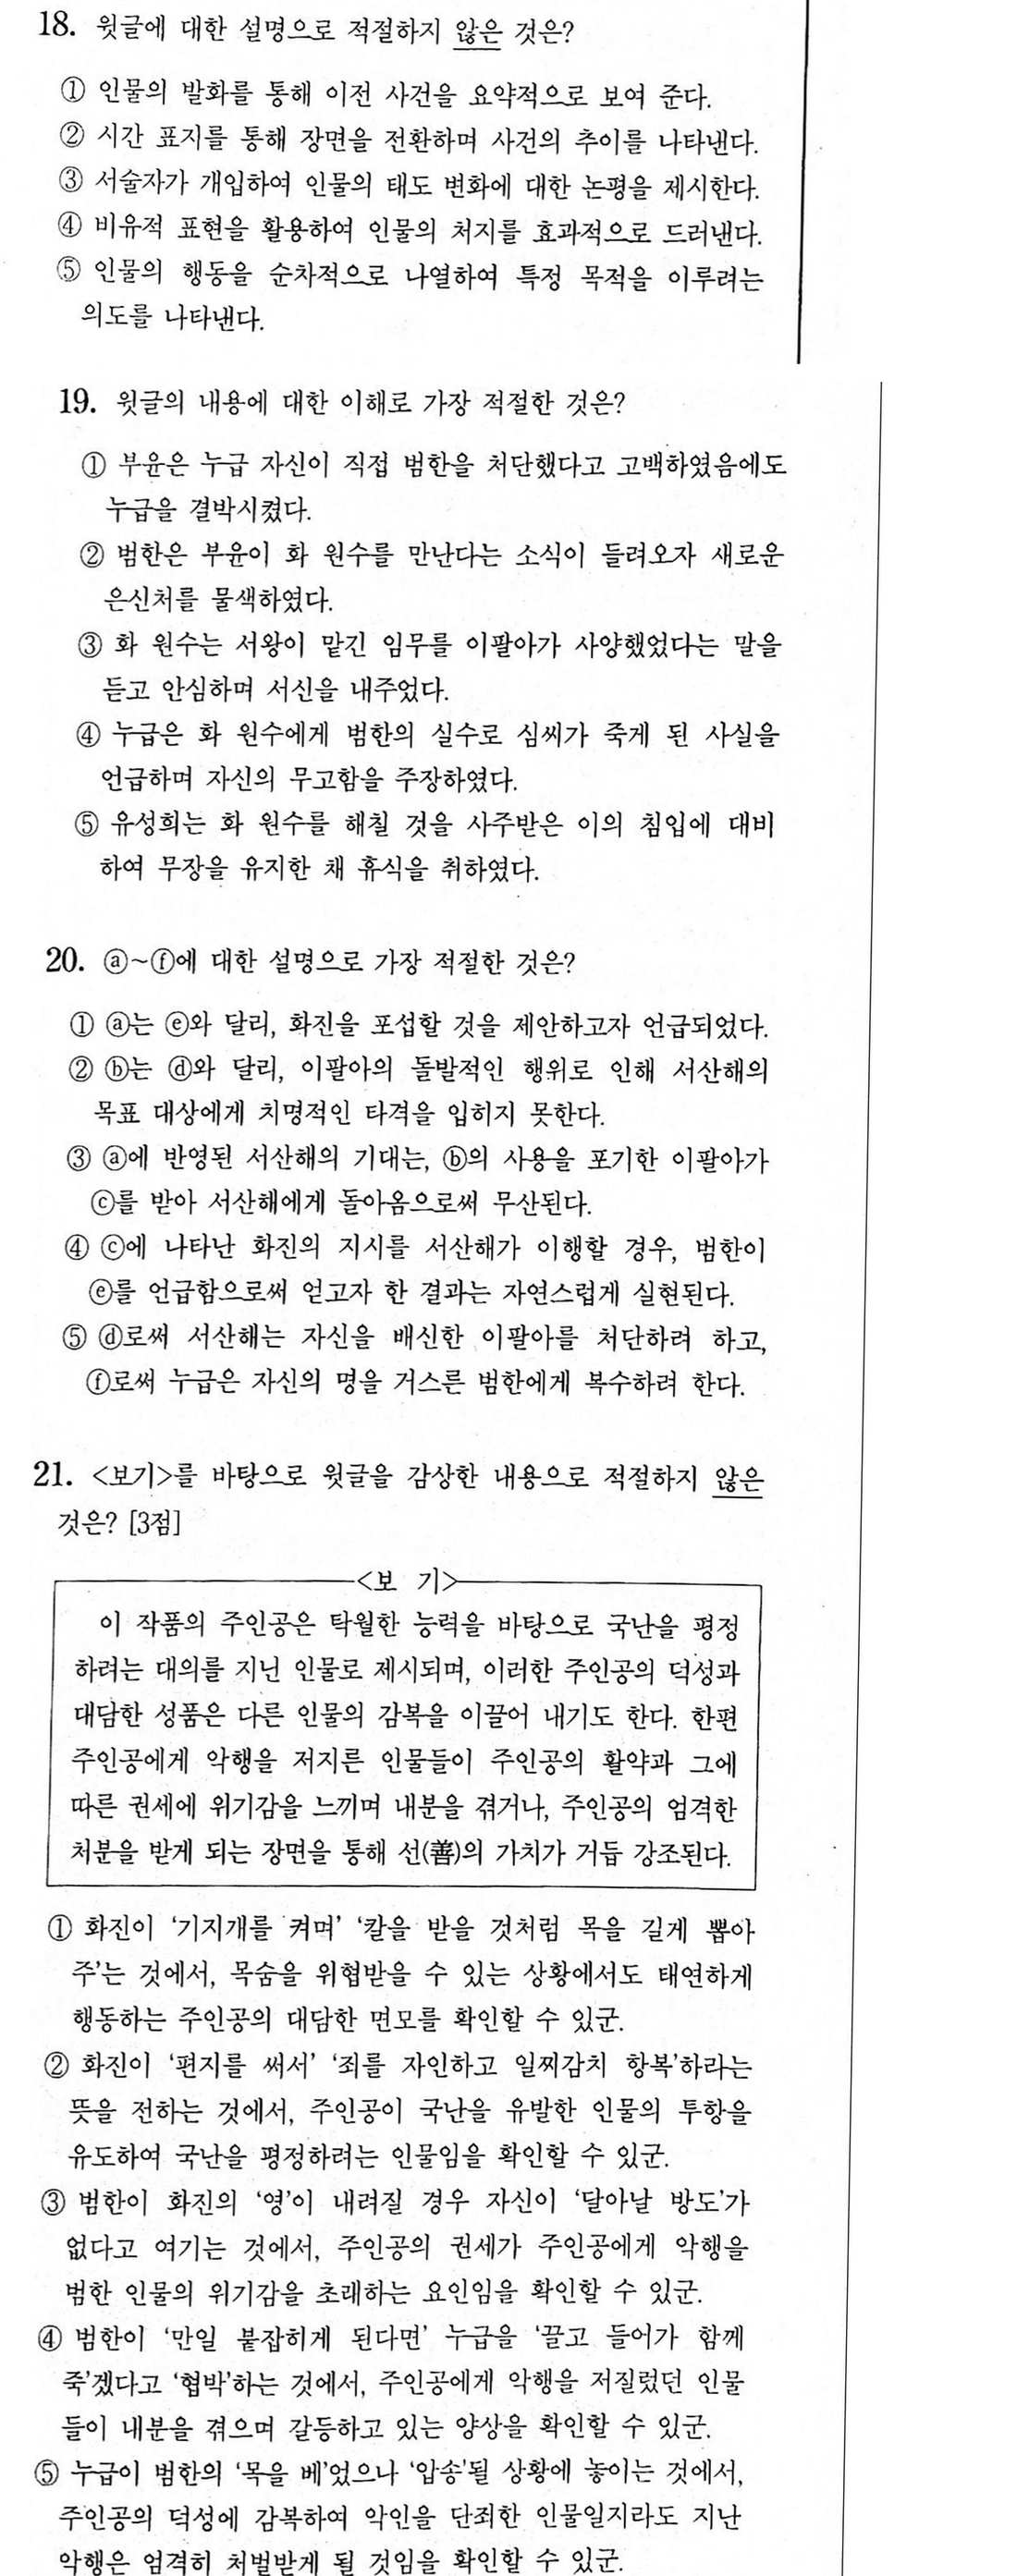 18. 윗글에 대한 설명으로 적절하지 않은 것은?
① 인물의 발화를 통해 이전 사건을 요약적으로 보여 준다.
② 시간 표지를 통해 장면을 전환하며 사건의 추이를 나타낸다.
③ 서술자가 개입하여 인물의 태도 변화에 대한 논평을 제시한다.
④ 비유적 표현을 활용하여 인물의 처지를 효과적으로 드러낸다.
⑤ 인물의 행동을 순차적으로 나열하여 특정 목적을 이루려는
의도를 나타낸다.
19. 윗글의 내용에 대한 이해로 가장 적절한 것은?
① 부윤은 누급 자신이 직접 범한을 처단했다고 고백하였음에도
누급을 결박시켰다.
② 범한은 부윤이 화 원수를 만난다는 소식이 들려오자 새로운
은신처를 물색하였다.
③ 화 원수는 서왕이 맡긴 임무를 이팔아가 사양했었다는 말을
듣고 안심하며 서신을 내주었다.
④ 누급은 화 원수에게 범한의 실수로 심씨가 죽게 된 사실을
언급하며 자신의 무고함을 주장하였다.
⑤ 유성희는 화 원수를 해칠 것을 사주받은 이의 침입에 대비
하여 무장을 유지한 채 휴식을 취하였다.
20. ⓐ~ⓕ에 대한 설명으로 가장 적절한 것은?
① ⓐ는 ⓔ와 달리, 화진을 포섭할 것을 제안하고자 언급되었다.
② ⓑ는 ⓓ와 달리, 이팔아의 돌발적인 행위로 인해 서산해의
목표 대상에게 치명적인 타격을 입히지 못한다.
③ ⓐ에 반영된 서산해의 기대는, ⓑ의 사용을 포기한 이팔아가
ⓒ를 받아 서산해에게 돌아옴으로써 무산된다.
④ ⓒ에 나타난 화진의 지시를 서산해가 이행할 경우, 범한이
ⓔ를 언급함으로써 얻고자 한 결과는 자연스럽게 실현된다.
⑤ ⓓ로써 서산해는 자신을 배신한 이팔아를 처단하려 하고,
ⓕ로써 누급은 자신의 명을 거스른 범한에게 복수하려 한다.
21. <보기>를 바탕으로 윗글을 감상한 내용으로 적절하지 않은
것은? [3점]
<보 기>
이 작품의 주인공은 탁월한 능력을 바탕으로 국난을 평정
하려는 대의를 지닌 인물로 제시되며, 이러한 주인공의 덕성과
대담한 성품은 다른 인물의 감복을 이끌어 내기도 한다. 한편
주인공에게 악행을 저지른 인물들이 주인공의 활약과 그에
따른 권세에 위기감을 느끼며 내분을 겪거나, 주인공의 엄격한
처분을 받게 되는 장면을 통해 선(善)의 가치가 거듭 강조된다.
① 화진이 '기지개를 켜며' '칼을 받을 것처럼 목을 길게 뽑아
주'는 것에서, 목숨을 위협받을 수 있는 상황에서도 태연하게
행동하는 주인공의 대담한 면모를 확인할 수 있군.
② 화진이 '편지를 써서' '죄를 자인하고 일찌감치 항복'하라는
뜻을 전하는 것에서, 주인공이 국난을 유발한 인물의 투항을
유도하여 국난을 평정하려는 인물임을 확인할 수 있군.
③ 범한이 화진의 '영'이 내려질 경우 자신이 '달아날 방도'가
없다고 여기는 것에서, 주인공의 권세가 주인공에게 악행을
범한 인물의 위기감을 초래하는 요인임을 확인할 수 있군.
④ 범한이 '만일 붙잡히게 된다면' 누급을 '끌고 들어가 함께
죽'겠다고 '협박'하는 것에서, 주인공에게 악행을 저질렀던 인물
들이 내분을 겪으며 갈등하고 있는 양상을 확인할 수 있군.
⑤ 누급이 범한의 '목을 베'었으나 '압송'될 상황에 놓이는 것에서,
주인공의 덕성에 감복하여 악인을 단죄한 인물일지라도 지난
악행은 엄격히 처벌받게 될 것임을 확인할 수 있군.